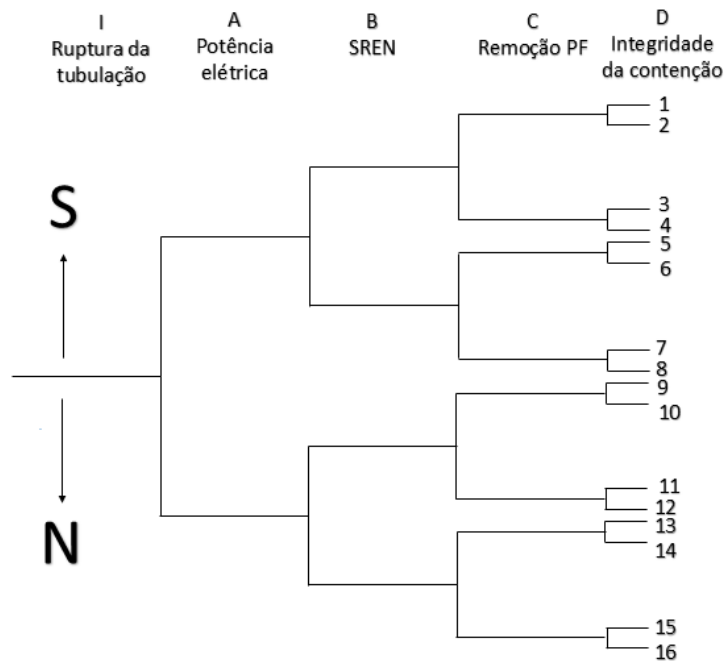 I
Ruptura da
tubulação
A
Potência
elétrica
B
SREN
C
Remoção PF
D
Integridade
da contenção
S
N
1
2
3
4
5
6
7
8
9
10
11
12
13
14
15
16